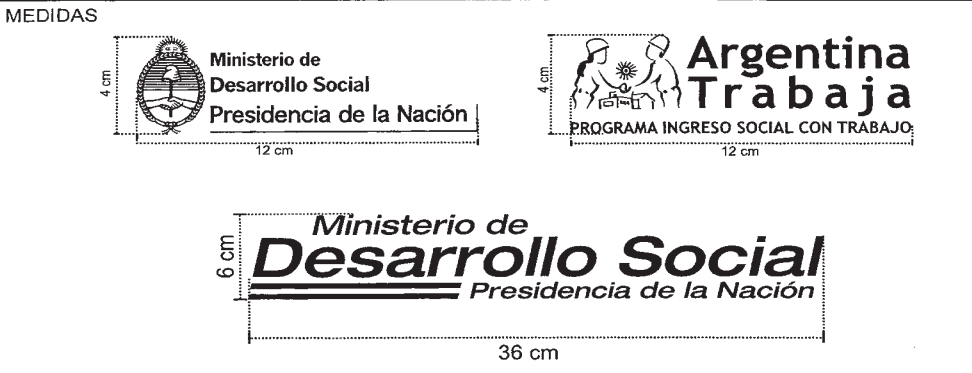 MEDIDAS
4 cm
Ministerio de
Desarrollo Social
Presidencia de la Nación
12 cm
4 cm
Argentina
Trabaja
PROGRAMA INGRESO SOCIAL CON TRABAJO
12 cm
6 cm
Ministerio de
Desarrollo Social
Presidencia de la Nación
36 cm